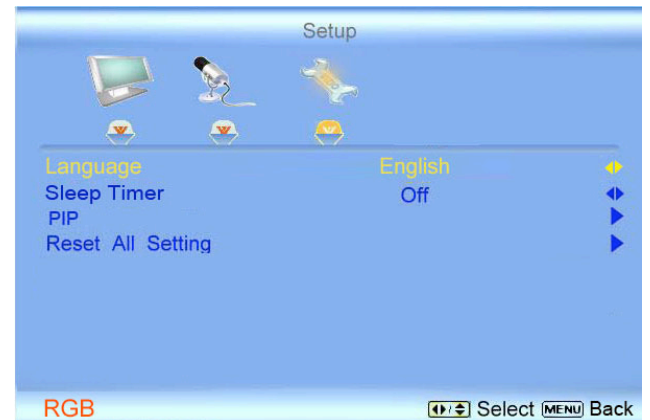 Setup
Language English
Sleep Timer Off
PIP
Reset All Setting
RGB Select MENU Back